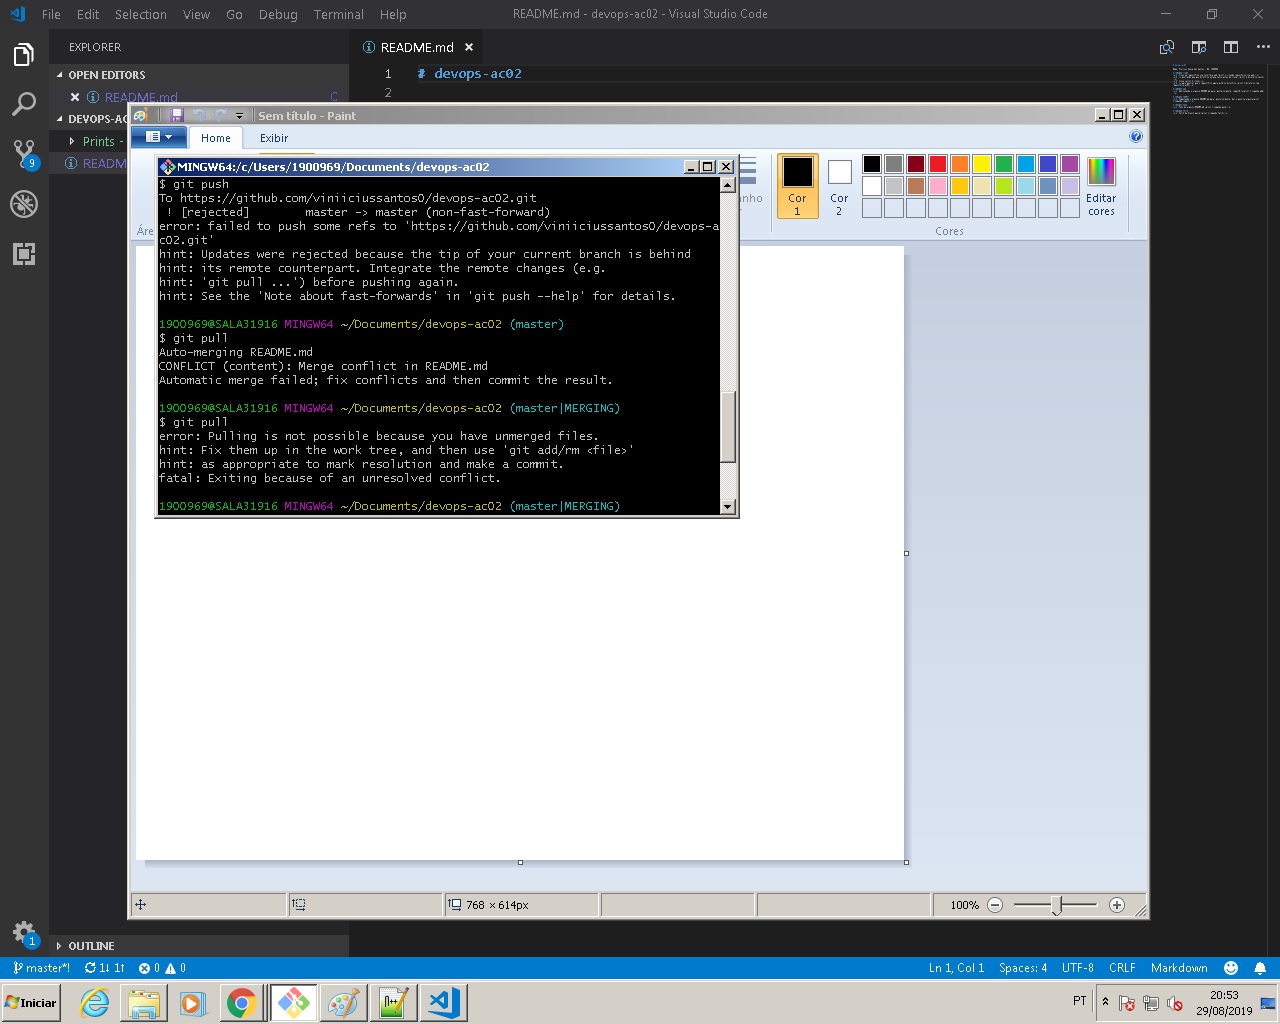 File Edit Selection View Go Debug Terminal Help
README.md - devops-ac02 - Visual Studio Code
EXPLORER
OPEN EDITORS
README.md C
DEVOPS-AC
Prints -
READM
9
1
OUTLINE
README.md
1 # devops-ac02
2
Sem título - Paint
Home Exibir
Cor 1
Cor 2
Editar cores
Cores
Áre
nho
MINGW64:/c/Users/1900969/Documents/devops-ac02
$ git push
To https://github.com/viniiciussantos0/devops-ac02.git
 ! [rejected]        master -> master (non-fast-forward)
error: failed to push some refs to 'https://github.com/viniiciussantos0/devops-a
c02.git'
hint: Updates were rejected because the tip of your current branch is behind
hint: its remote counterpart. Integrate the remote changes (e.g.
hint: 'git pull ...') before pushing again.
hint: See the 'Note about fast-forwards' in 'git push --help' for details.
1900969@SALA31916 MINGW64 ~/Documents/devops-ac02 (master)
$ git pull
Auto-merging README.md
CONFLICT (content): Merge conflict in README.md
Automatic merge failed; fix conflicts and then commit the result.
1900969@SALA31916 MINGW64 ~/Documents/devops-ac02 (master|MERGING)
$ git pull
error: Pulling is not possible because you have unmerged files.
hint: Fix them up in the work tree, and then use 'git add/rm <file>'
hint: as appropriate to mark resolution and make a commit.
fatal: Exiting because of an unresolved conflict.
1900969@SALA31916 MINGW64 ~/Documents/devops-ac02 (master|MERGING)
768 × 614px
100%
master*! 1↓ 1↑ 0 0
Ln 1, Col 1 Spaces: 4 UTF-8 CRLF Markdown
Iniciar
PT
20:53
29/08/2019